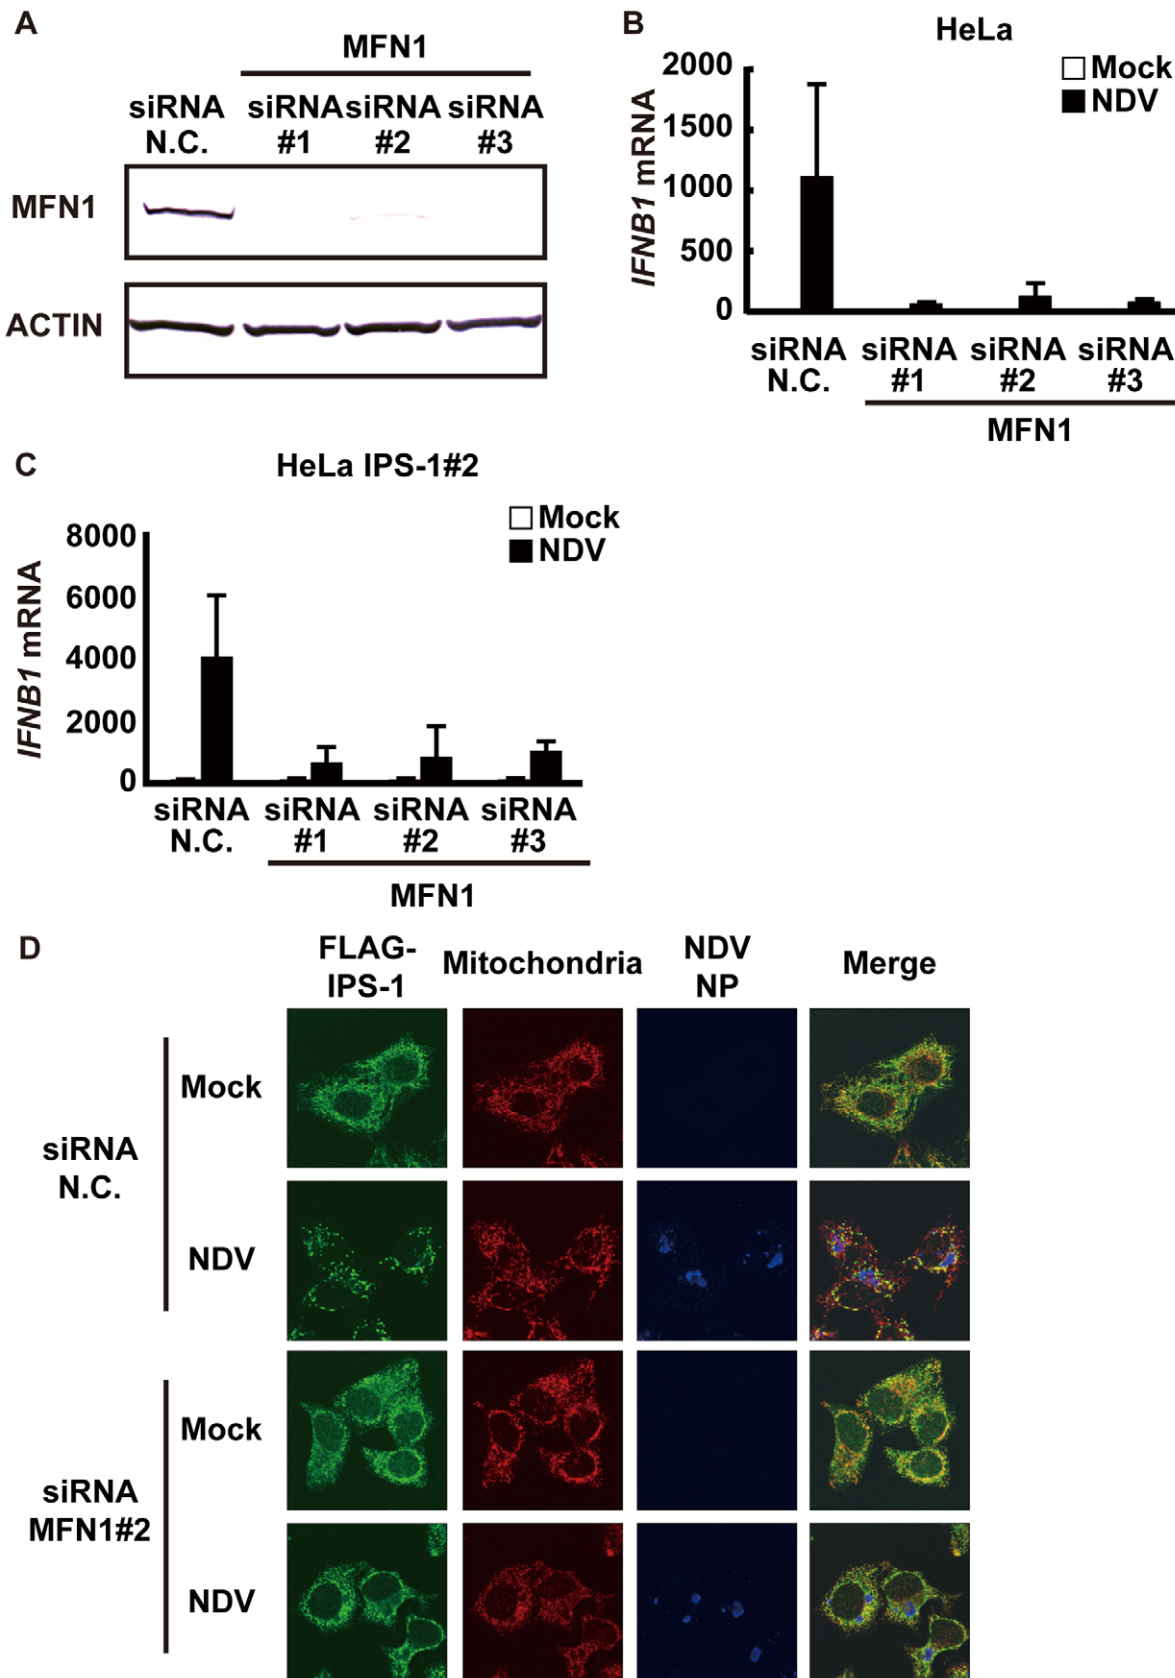 A
MFN1
siRNA siRNA siRNA siRNA
N.C. #1 #2 #3
MFN1
ACTIN
B
HeLa
Mock
NDV
IFNB1 mRNA
2000
1500
1000
500
0
siRNA siRNA siRNA siRNA
N.C. #1 #2 #3
MFN1
C
HeLa IPS-1#2
Mock
NDV
IFNB1 mRNA
8000
6000
4000
2000
0
siRNA siRNA siRNA siRNA
N.C. #1 #2 #3
MFN1
D
FLAG-
IPS-1
Mitochondria
NDV
NP
Merge
siRNA
N.C.
Mock
NDV
siRNA
MFN1#2
Mock
NDV